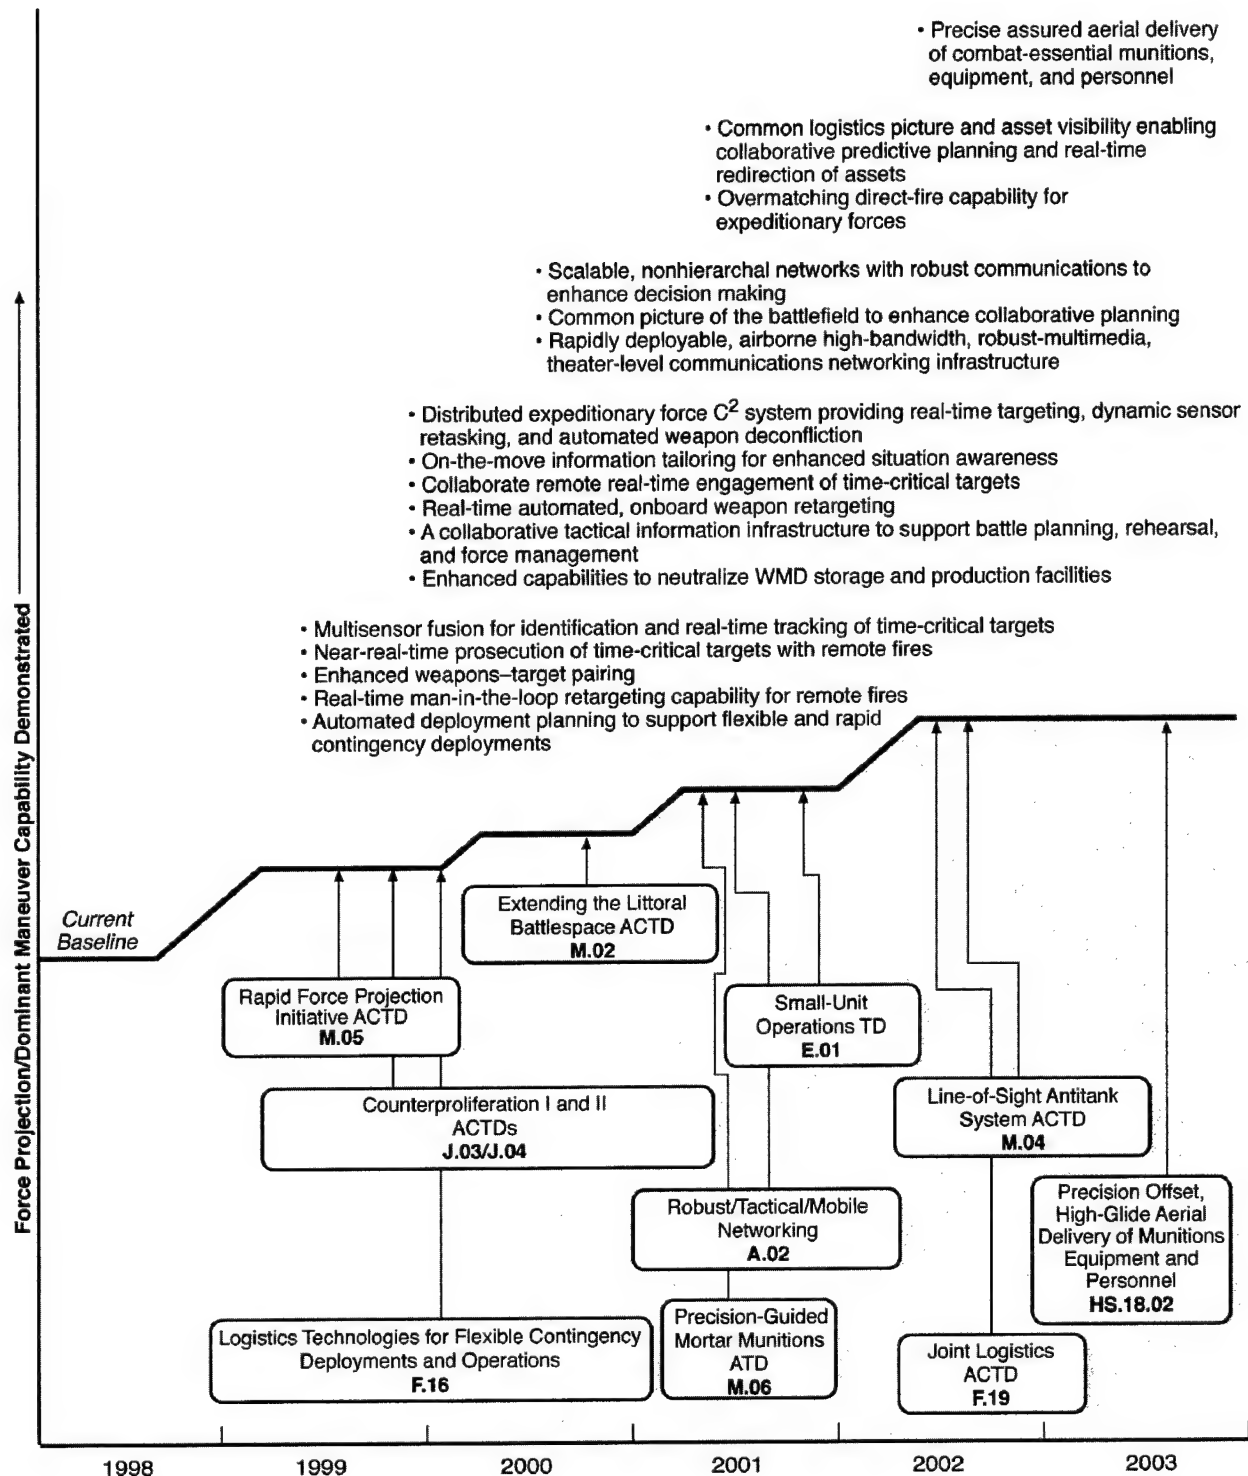 • Precise assured aerial delivery
of combat-essential munitions,
equipment, and personnel
• Common logistics picture and asset visibility enabling
collaborative predictive planning and real-time
redirection of assets
• Overmatching direct-fire capability for
expeditionary forces
• Scalable, nonhierarchal networks with robust communications to
enhance decision making
• Common picture of the battlefield to enhance collaborative planning
• Rapidly deployable, airborne high-bandwidth, robust-multimedia,
theater-level communications networking infrastructure
• Distributed expeditionary force C² system providing real-time targeting, dynamic sensor
retasking, and automated weapon deconfliction
• On-the-move information tailoring for enhanced situation awareness
• Collaborate remote real-time engagement of time-critical targets
• Real-time automated, onboard weapon retargeting
• A collaborative tactical information infrastructure to support battle planning, rehearsal,
and force management
• Enhanced capabilities to neutralize WMD storage and production facilities
• Multisensor fusion for identification and real-time tracking of time-critical targets
• Near-real-time prosecution of time-critical targets with remote fires
• Enhanced weapons–target pairing
• Real-time man-in-the-loop retargeting capability for remote fires
• Automated deployment planning to support flexible and rapid
contingency deployments
Force Projection/Dominant Maneuver Capability Demonstrated
Current
Baseline
Extending the Littoral
Battlespace ACTD
M.02
Rapid Force Projection
Initiative ACTD
M.05
Small-Unit
Operations TD
E.01
Counterproliferation I and II
ACTDs
J.03/J.04
Line-of-Sight Antitank
System ACTD
M.04
Robust/Tactical/Mobile
Networking
A.02
Precision Offset,
High-Glide Aerial
Delivery of Munitions
Equipment and
Personnel
HS.18.02
Logistics Technologies for Flexible Contingency
Deployments and Operations
F.16
Precision-Guided
Mortar Munitions
ATD
M.06
Joint Logistics
ACTD
F.19
1998
1999
2000
2001
2002
2003